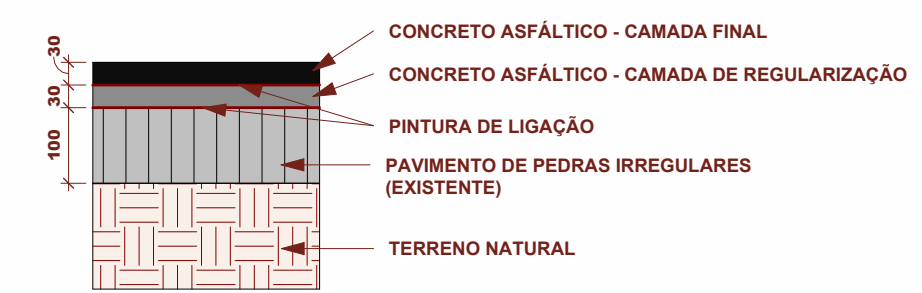 CONCRETO ASFÁLTICO - CAMADA FINAL
30
CONCRETO ASFÁLTICO - CAMADA DE REGULARIZAÇÃO
30
PINTURA DE LIGAÇÃO
100
PAVIMENTO DE PEDRAS IRREGULARES
(EXISTENTE)
TERRENO NATURAL